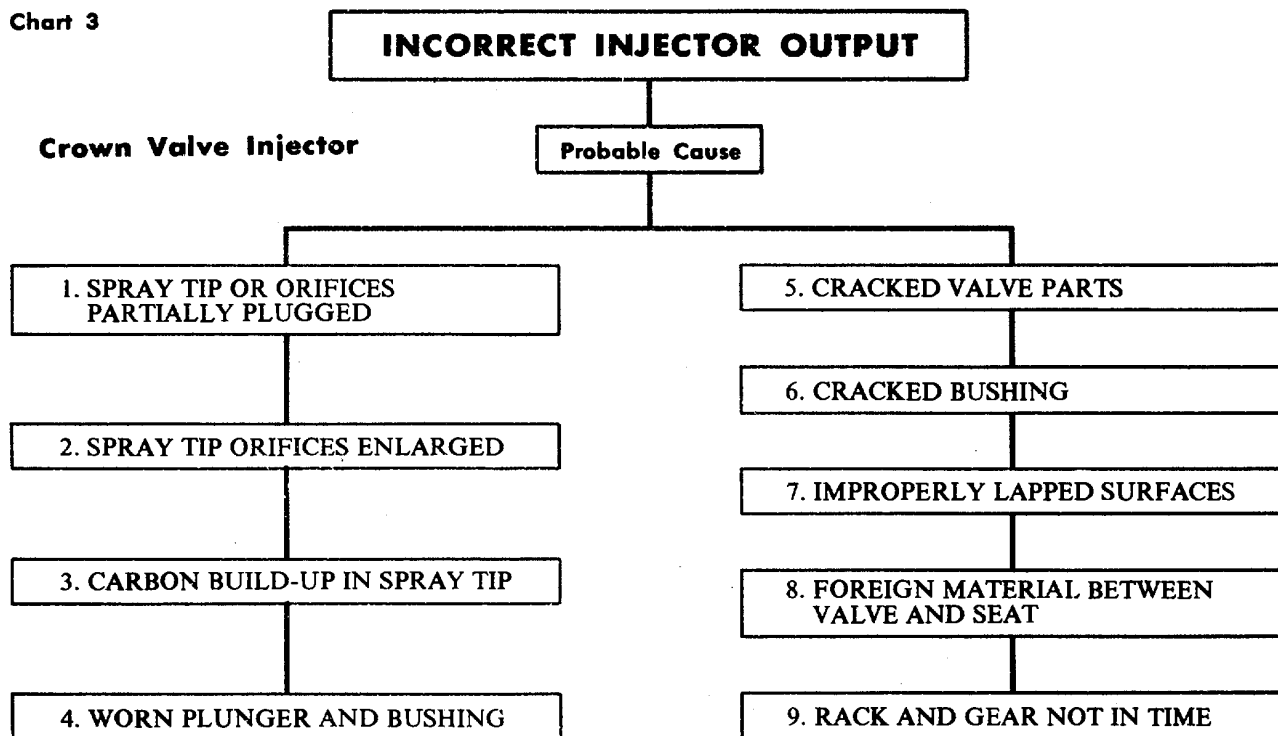 Chart 3
INCORRECT INJECTOR OUTPUT
Crown Valve Injector
Probable Cause
1. SPRAY TIP OR ORIFICES
PARTIALLY PLUGGED
2. SPRAY TIP ORIFICES ENLARGED
3. CARBON BUILD-UP IN SPRAY TIP
4. WORN PLUNGER AND BUSHING
5. CRACKED VALVE PARTS
6. CRACKED BUSHING
7. IMPROPERLY LAPPED SURFACES
8. FOREIGN MATERIAL BETWEEN
VALVE AND SEAT
9. RACK AND GEAR NOT IN TIME